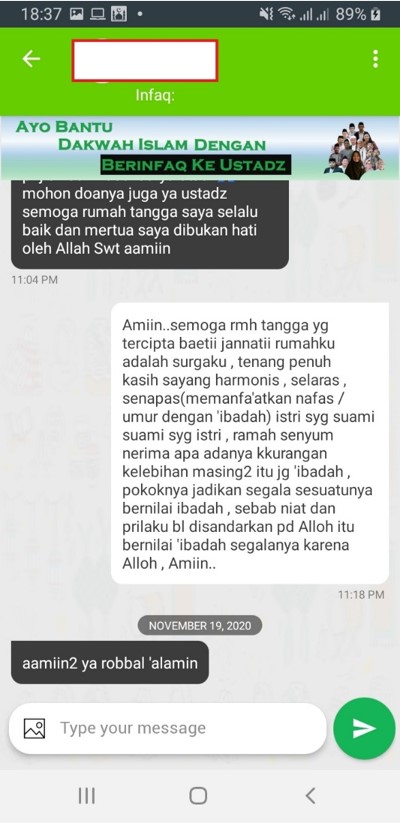 18:37
89%
Infaq:
AYO BANTU
DAKWAH ISLAM DENGAN
BERINFAQ KE USTADZ
mohon doanya juga ya ustadz
semoga rumah tangga saya selalu
baik dan mertua saya dibukan hati
oleh Allah Swt aamiin
11:04 PM
Amiin..semoga rmh tangga yg
tercipta baetii jannatii rumahku
adalah surgaku , tenang penuh
kasih sayang harmonis , selaras ,
senapas(memanfa'atkan nafas /
umur dengan 'ibadah) istri syg suami
suami syg istri , ramah senyum
nerima apa adanya kkurangan
kelebihan masing2 itu jg 'ibadah ,
pokoknya jadikan segala sesuatunya
bernilai ibadah , sebab niat dan
prilaku bl disandarkan pd Alloh itu
bernilai 'ibadah segalanya karena
Alloh , Amiin..
11:18 PM
NOVEMBER 19, 2020
aamiin2 ya robbal 'alamin
Type your message